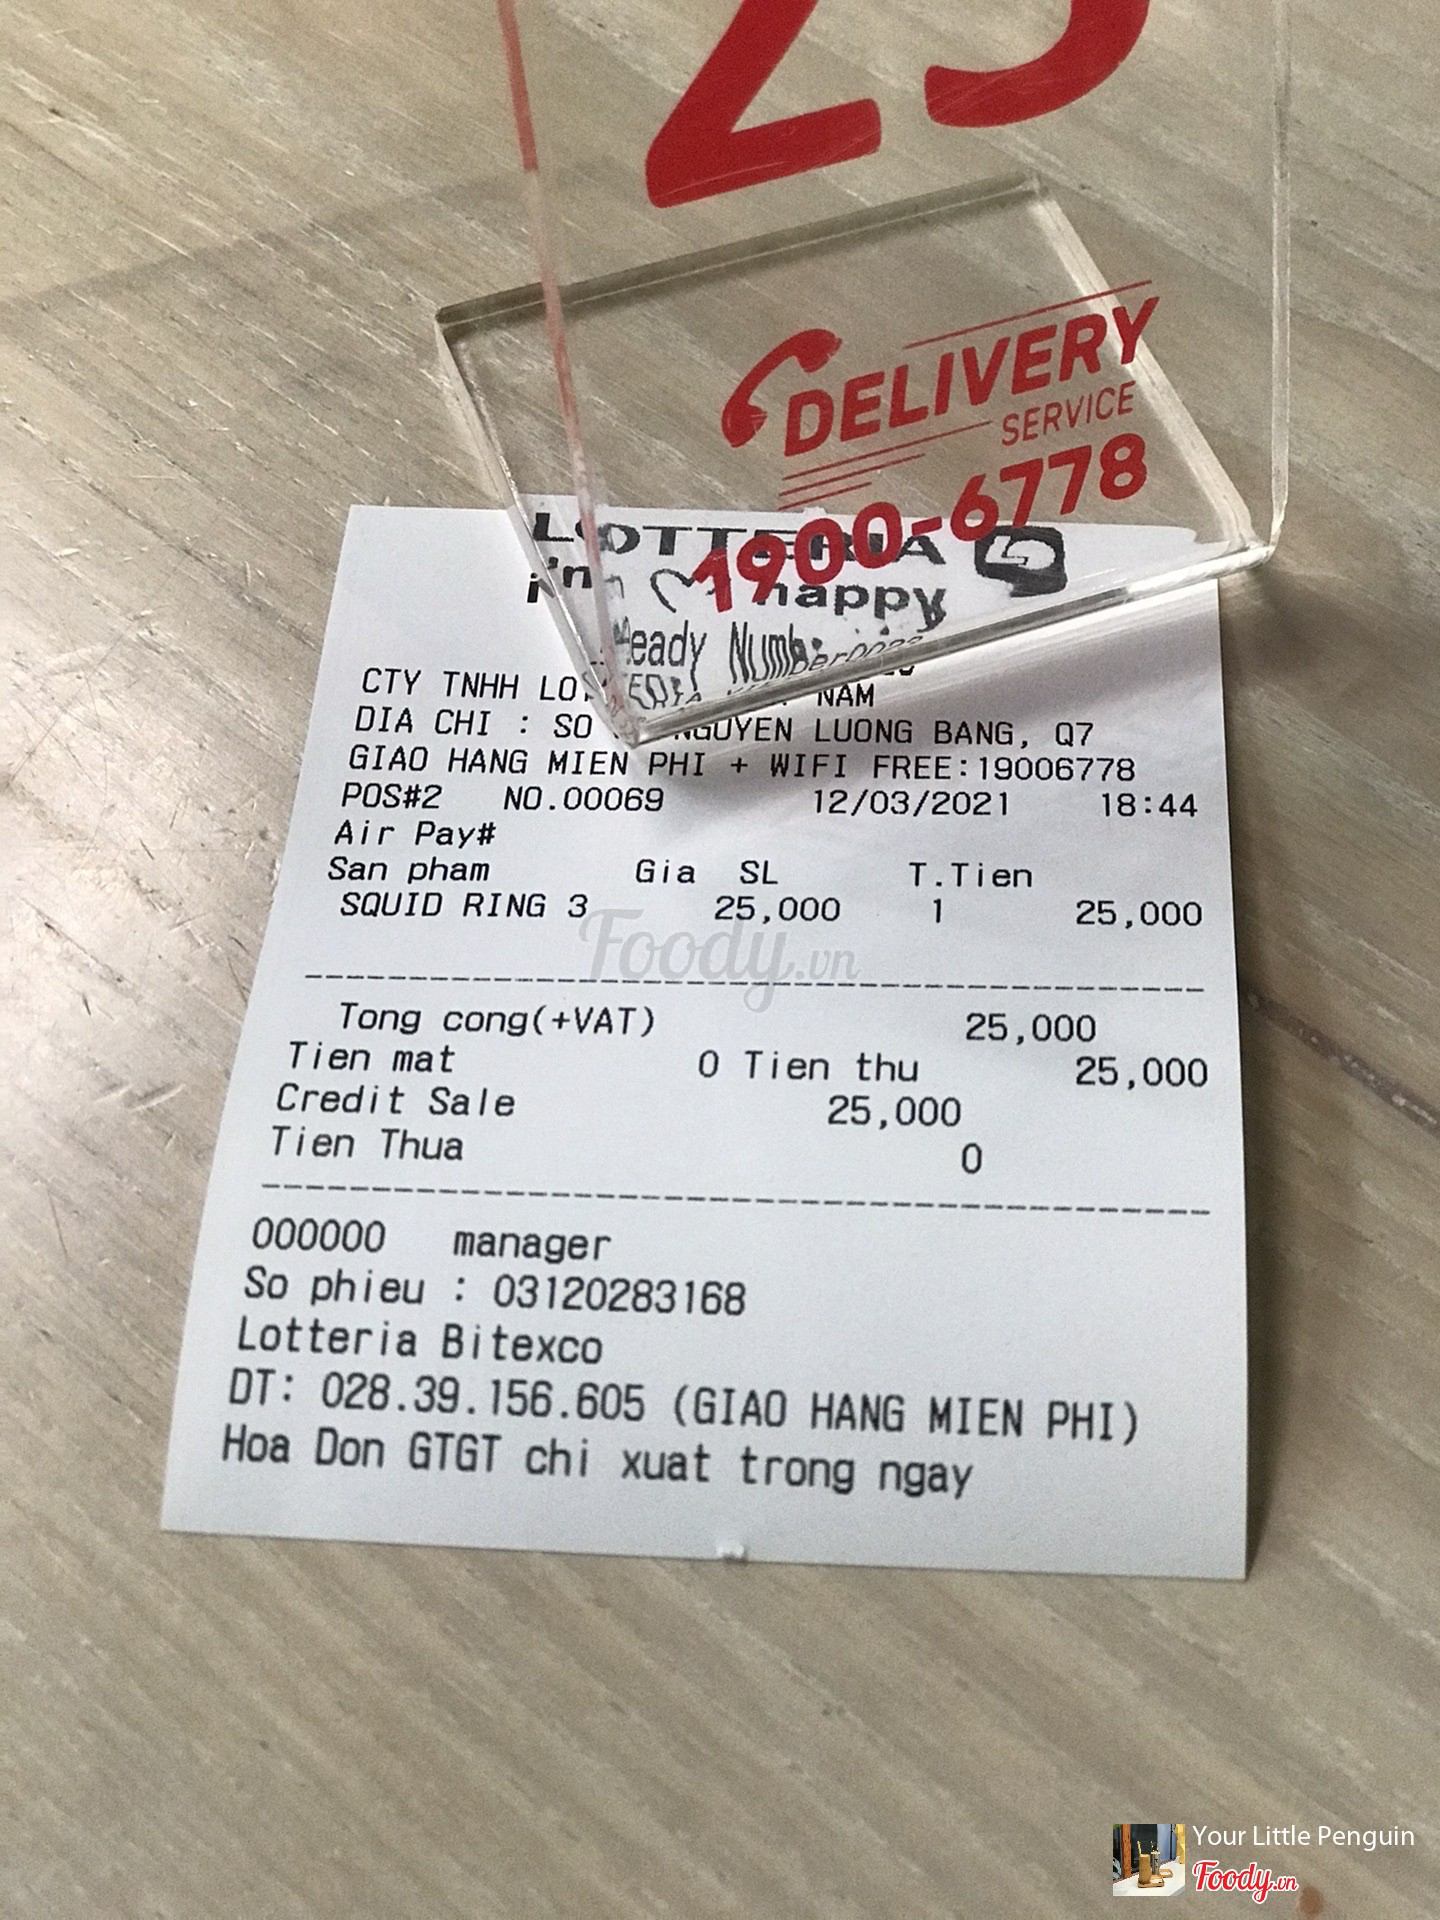 25
DELIVERY
SERVICE
1900-6778
LOTTERIA
i'm happy
Ready Number
CTY TNHH LOTTERIA NAM
DIA CHI : SO NGUYEN LUONG BANG, Q7
GIAO HANG MIEN PHI + WIFI FREE:19006778
POS#2 NO.00069 12/03/2021 18:44
Air Pay#
San pham Gia SL T.Tien
SQUID RING 3 25,000 1 25,000
Foody.vn
Tong cong(+VAT) 25,000
Tien mat 0 Tien thu 25,000
Credit Sale 25,000
Tien Thua 0
000000 manager
So phieu : 03120283168
Lotteria Bitexco
DT: 028.39.156.605 (GIAO HANG MIEN PHI)
Hoa Don GTGT chi xuat trong ngay
Your Little Penguin
Foody.vn